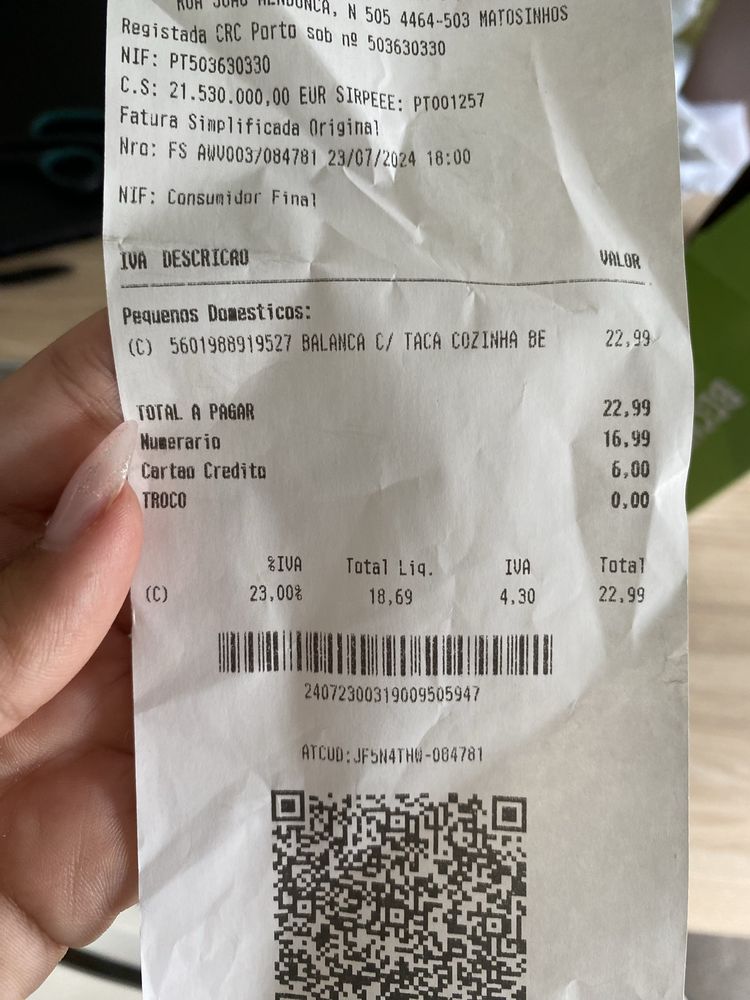 RUA JOAO MENDONCA, N 505 4464-503 MATOSINHOS
Registada CRC Porto sob nº 503630330
NIF: PT503630330
C.S: 21.530.000,00 EUR SIRPEEE: PT001257
Fatura Simplificada Original
Nro: FS AWV003/084781 23/07/2024 18:00
NIF: Consumidor Final
IVA DESCRICAO VALOR
Pequenos Domesticos:
(C) 5601988919527 BALANCA C/ TACA COZINHA BE 22,99
TOTAL A PAGAR 22,99
Numerario 16,99
Cartao Credito 6,00
TROCO 0,00
%IVA Total Liq. IVA Total
(C) 23,00% 18,69 4,30 22,99
24072300319009505947
ATCUD:JF5N4THW-084781